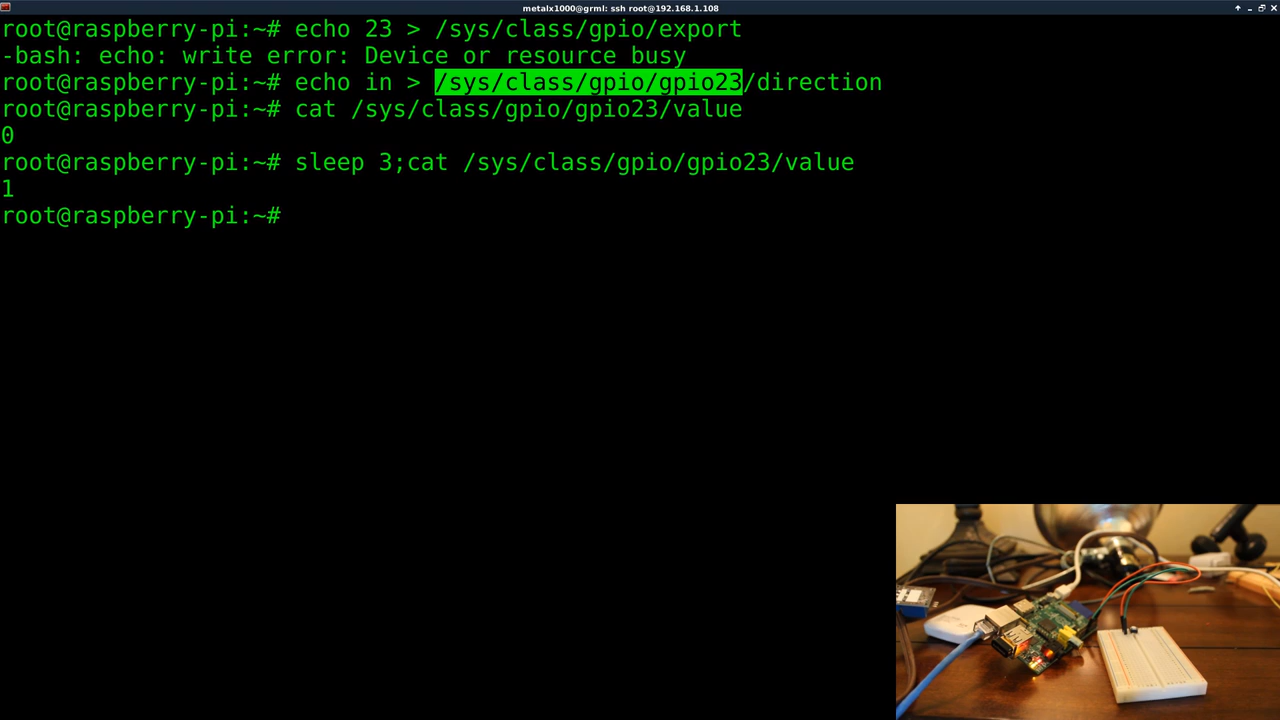 metalx1000@grml: ssh root@192.168.1.108
root@raspberry-pi:~# echo 23 > /sys/class/gpio/export
-bash: echo: write error: Device or resource busy
root@raspberry-pi:~# echo in > /sys/class/gpio/gpio23/direction
root@raspberry-pi:~# cat /sys/class/gpio/gpio23/value
0
root@raspberry-pi:~# sleep 3;cat /sys/class/gpio/gpio23/value
1
root@raspberry-pi:~#